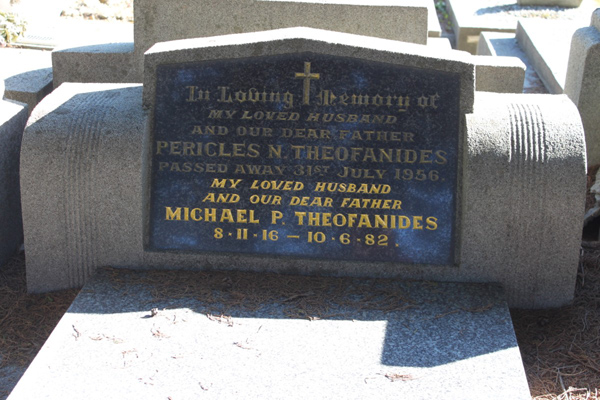 In Loving Memory of
MY LOVED HUSBAND
AND OUR DEAR FATHER
PERICLES N. THEOFANIDES
PASSED AWAY 31ST JULY 1956.
MY LOVED HUSBAND
AND OUR DEAR FATHER
MICHAEL P. THEOFANIDES
8·11·16 — 10·6·82.